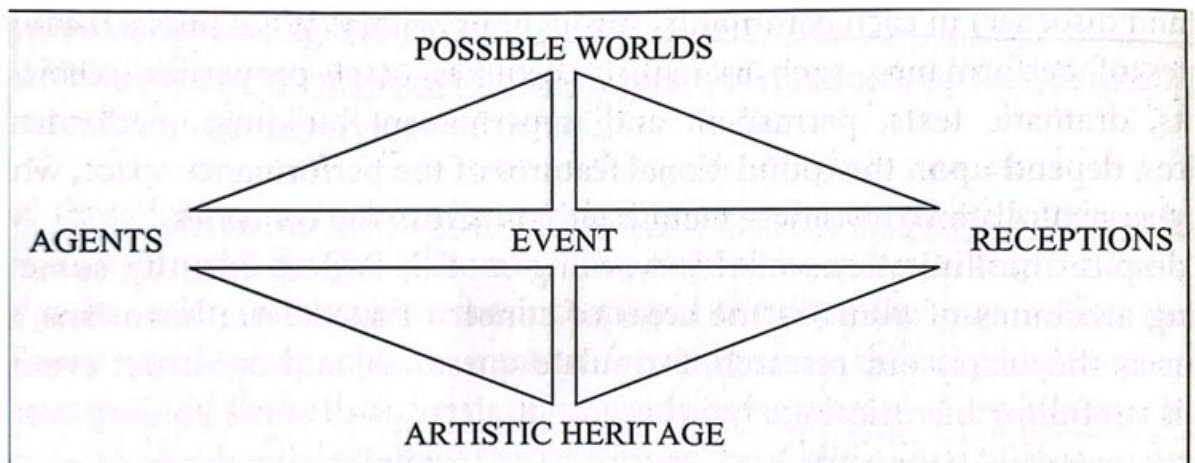 POSSIBLE WORLDS
AGENTS EVENT RECEPTIONS
ARTISTIC HERITAGE